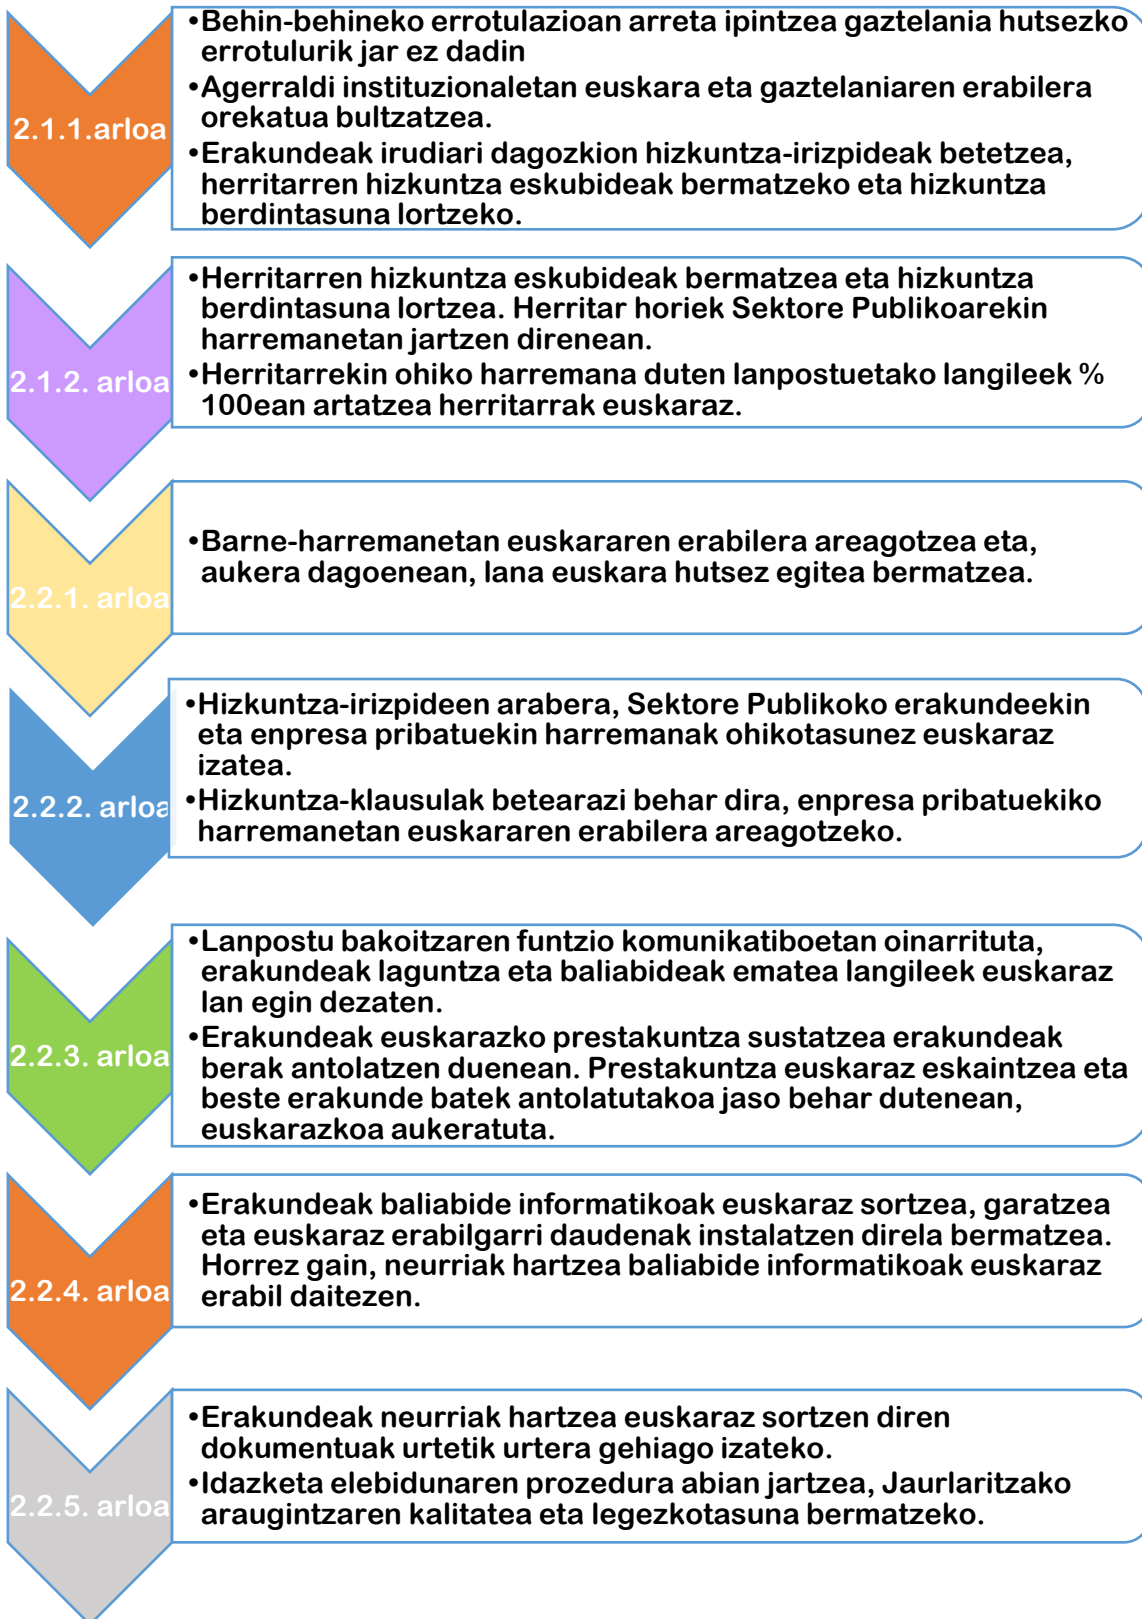 2.1.1.arloa
•Behin-behineko errotulazioan arreta ipintzea gaztelania hutsezko
errotulurik jar ez dadin
•Agerraldi instituzionaletan euskara eta gaztelaniaren erabilera
orekatua bultzatzea.
•Erakundeak irudiari dagozkion hizkuntza-irizpideak betetzea,
herritarren hizkuntza eskubideak bermatzeko eta hizkuntza
berdintasuna lortzeko.
2.1.2. arloa
•Herritarren hizkuntza eskubideak bermatzea eta hizkuntza
berdintasuna lortzea. Herritar horiek Sektore Publikoarekin
harremanetan jartzen direnean.
•Herritarrekin ohiko harremana duten lanpostuetako langileek %
100ean artatzea herritarrak euskaraz.
2.2.1. arloa
•Barne-harremanetan euskararen erabilera areagotzea eta,
aukera dagoenean, lana euskara hutsez egitea bermatzea.
2.2.2. arloa
•Hizkuntza-irizpideen arabera, Sektore Publikoko erakundeekin
eta enpresa pribatuekin harremanak ohikotasunez euskaraz
izatea.
•Hizkuntza-klausulak betearazi behar dira, enpresa pribatuekiko
harremanetan euskararen erabilera areagotzeko.
2.2.3. arloa
•Lanpostu bakoitzaren funtzio komunikatiboetan oinarrituta,
erakundeak laguntza eta baliabideak ematea langileek euskaraz
lan egin dezaten.
•Erakundeak euskarazko prestakuntza sustatzea erakundeak
berak antolatzen duenean. Prestakuntza euskaraz eskaintzea eta
beste erakunde batek antolatutakoa jaso behar dutenean,
euskarazkoa aukeratuta.
2.2.4. arloa
•Erakundeak baliabide informatikoak euskaraz sortzea, garatzea
eta euskaraz erabilgarri daudenak instalatzen direla bermatzea.
Horrez gain, neurriak hartzea baliabide informatikoak euskaraz
erabil daitezen.
2.2.5. arloa
•Erakundeak neurriak hartzea euskaraz sortzen diren
dokumentuak urtetik urtera gehiago izateko.
•Idazketa elebidunaren prozedura abian jartzea, Jaurlaritzako
araugintzaren kalitatea eta legezkotasuna bermatzeko.